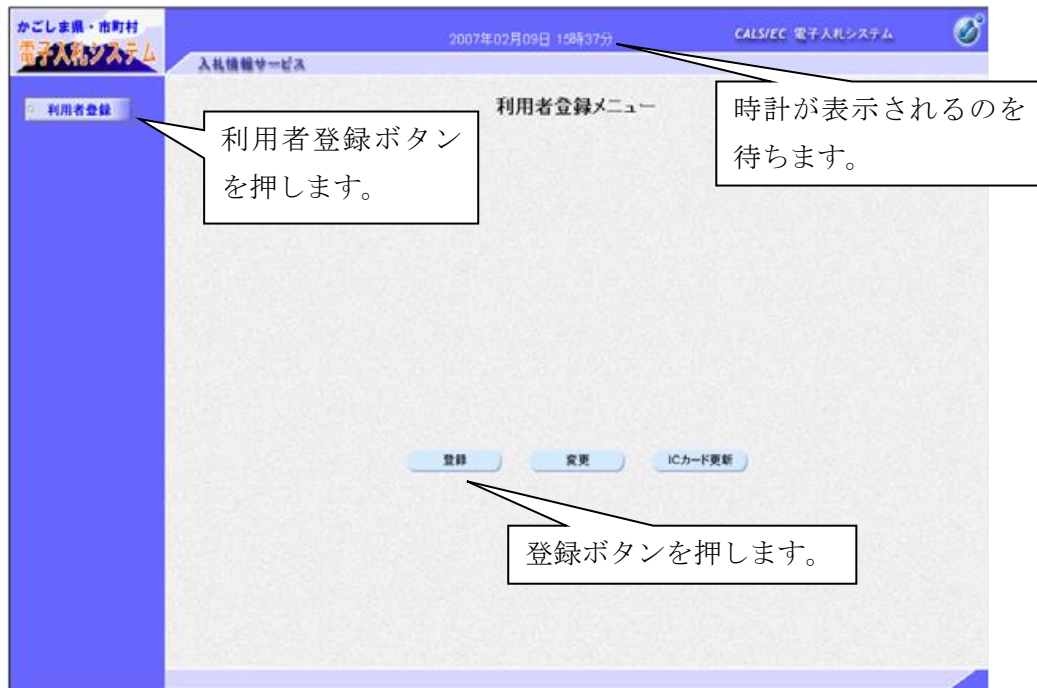 かごしま県・市町村
電子入札システム
2007年02月09日 15時37分
CALS/EC 電子入札システム
入札情報サービス
利用者登録
利用者登録メニュー
時計が表示されるのを
待ちます。
利用者登録ボタン
を押します。
登録
変更
ICカード更新
登録ボタンを押します。